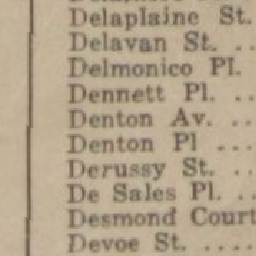 Delaplaine St.
Delavan St. ..
Delmonico Pl.
Dennett Pl. ..
Denton Av. ..
Denton Pl ...
Derussy St. ..
De Sales Pl. ..
Desmond Court
Devoe St. ....